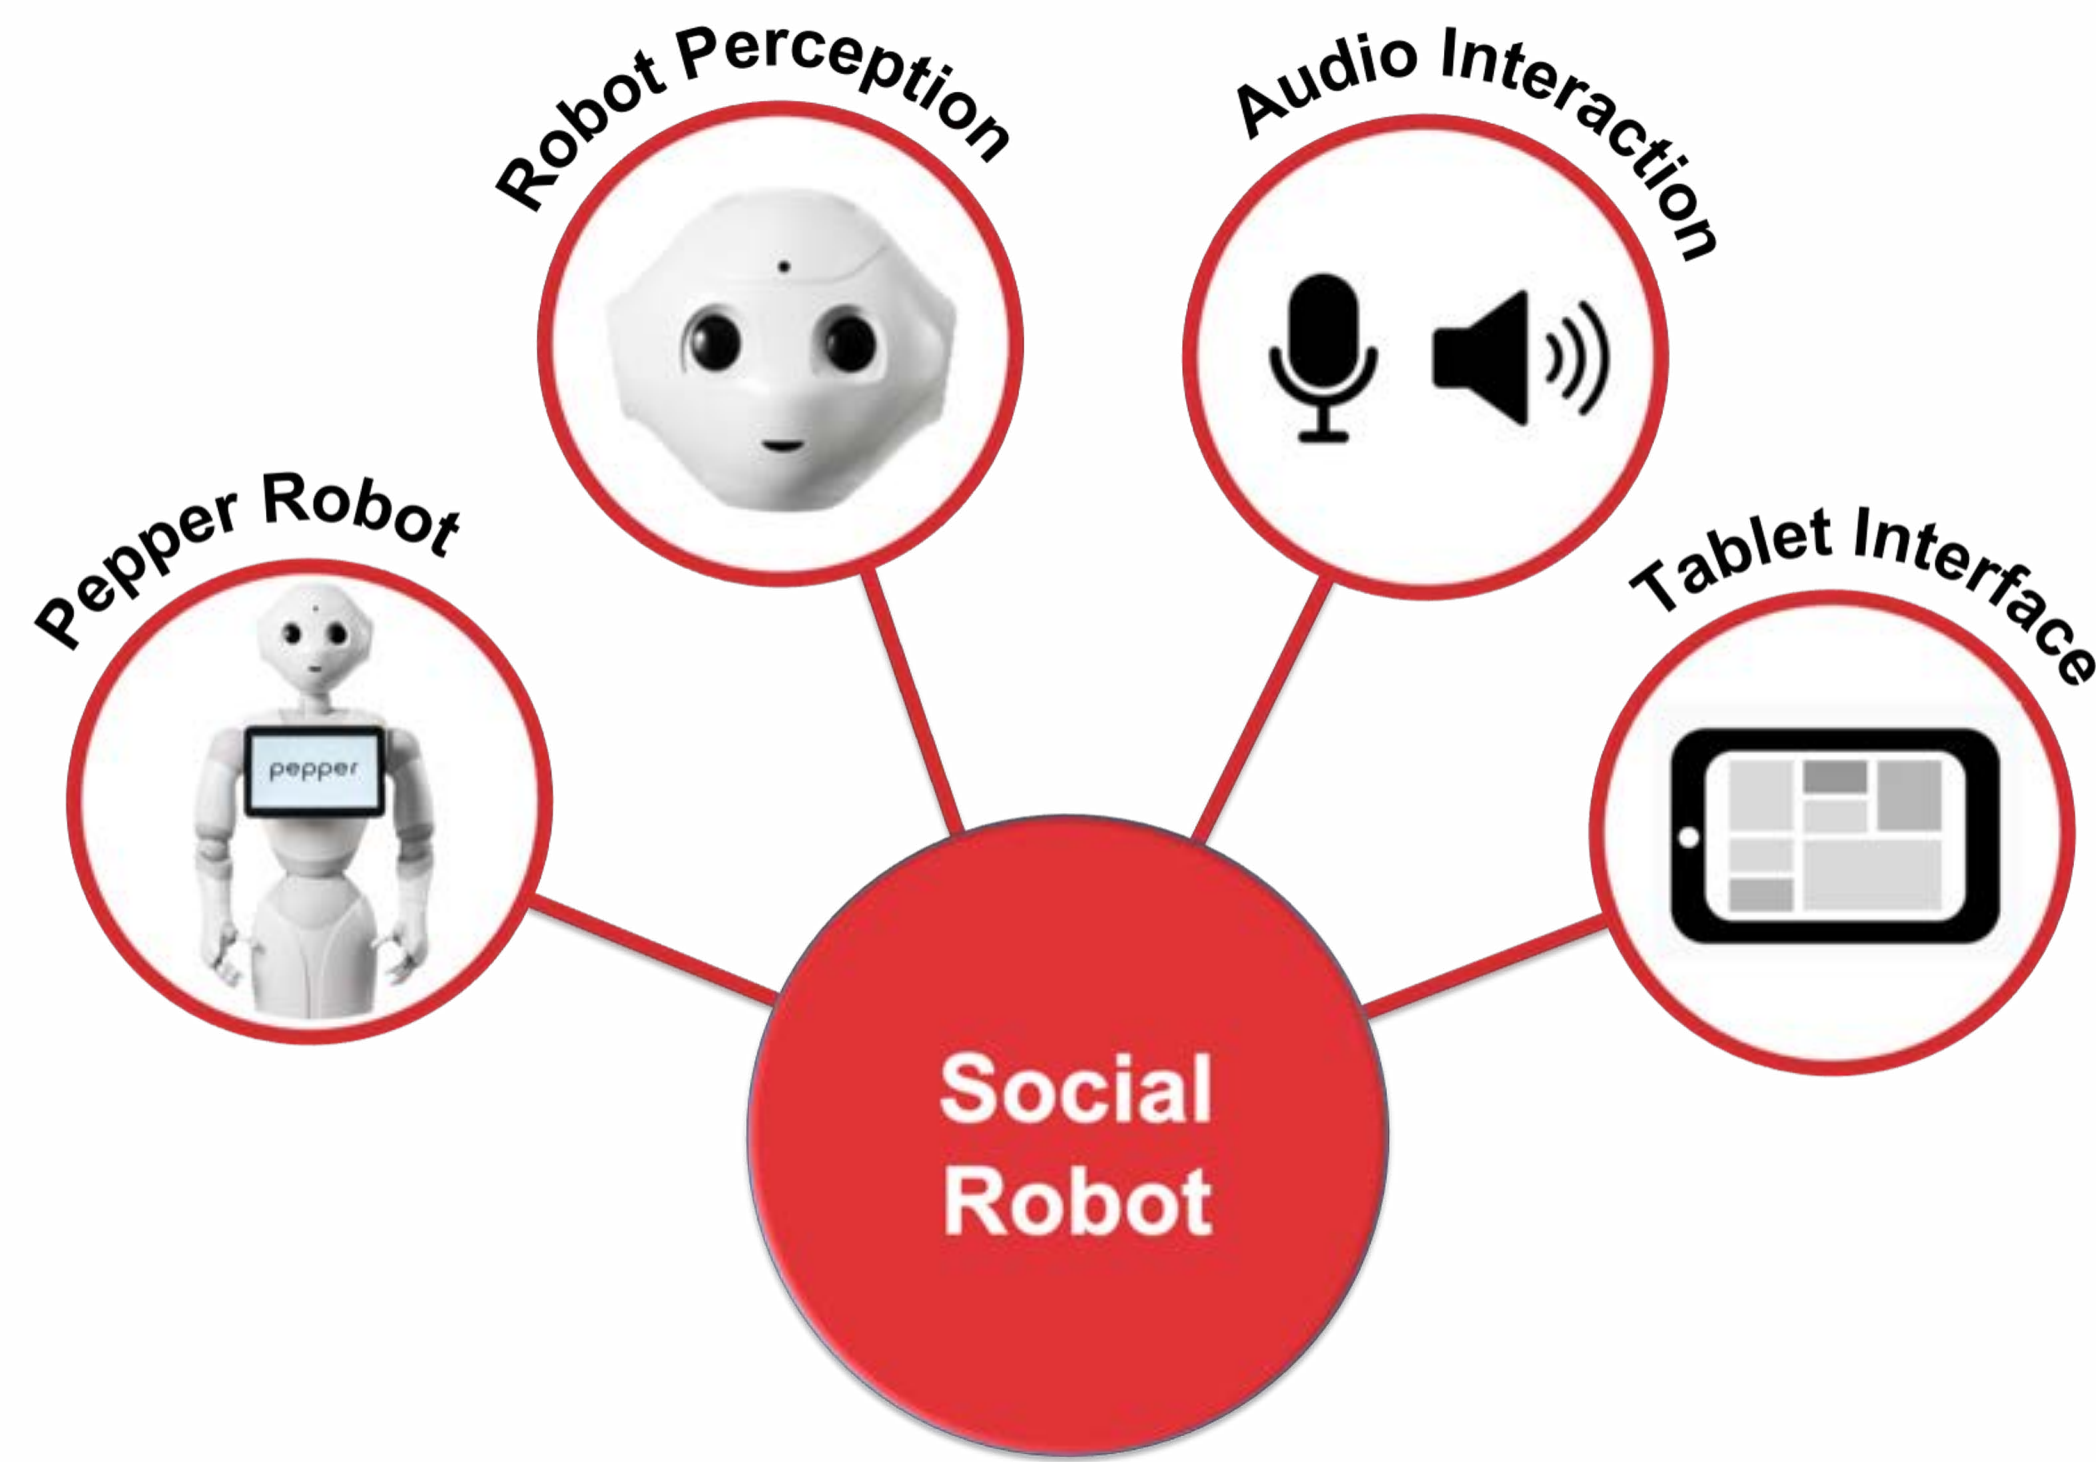 Robot Perception
Audio Interaction
Pepper Robot
Tablet Interface
pepper
Social
Robot